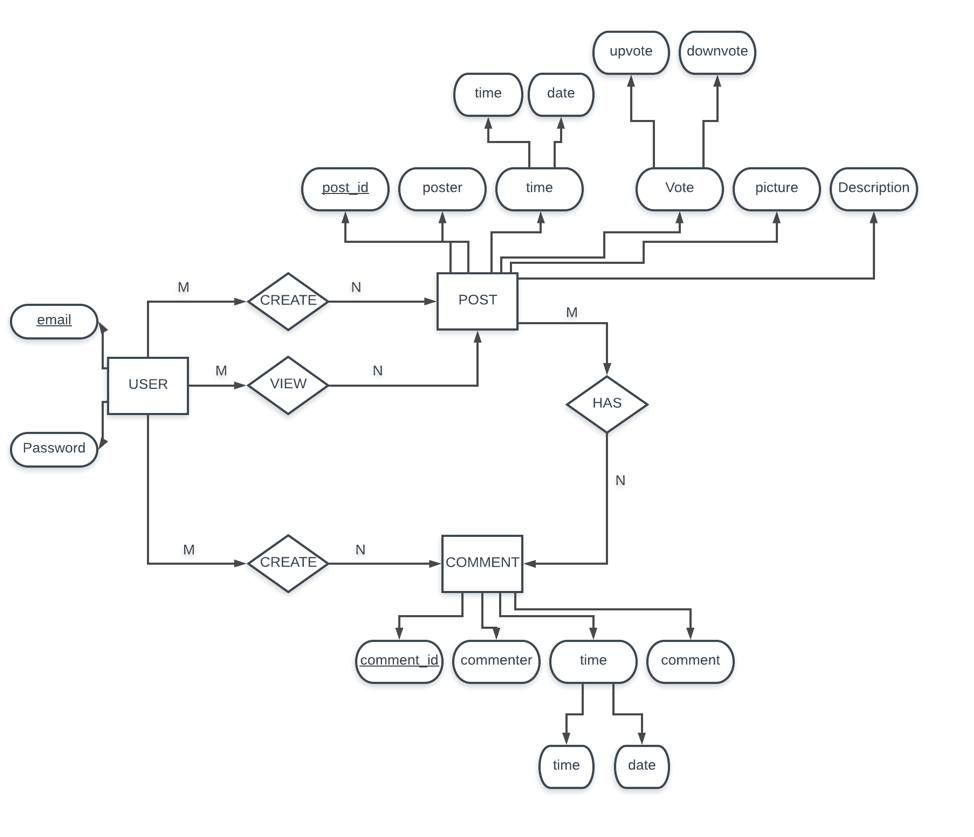 upvote
downvote
time
date
post_id
poster
time
Vote
picture
Description
M
CREATE
N
POST
M
email
USER
M
VIEW
N
HAS
Password
N
M
CREATE
N
COMMENT
comment_id
commenter
time
comment
time
date